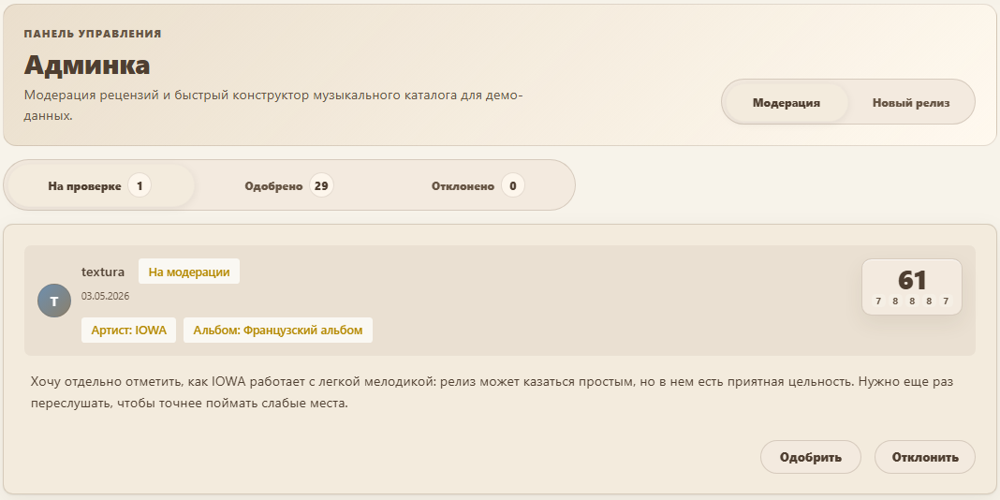 ПАНЕЛЬ УПРАВЛЕНИЯ
Админка
Модерация рецензий и быстрый конструктор музыкального каталога для демо-
данных.
Модерация Новый релиз
На проверке 1 Одобрено 29 Отклонено 0
textura На модерации
03.05.2026
T
Артист: IOWA Альбом: Французский альбом
61
7 8 8 8 7
Хочу отдельно отметить, как IOWA работает с легкой мелодикой: релиз может казаться простым, но в нем есть приятная цельность. Нужно еще раз
переслушать, чтобы точнее поймать слабые места.
Одобрить Отклонить